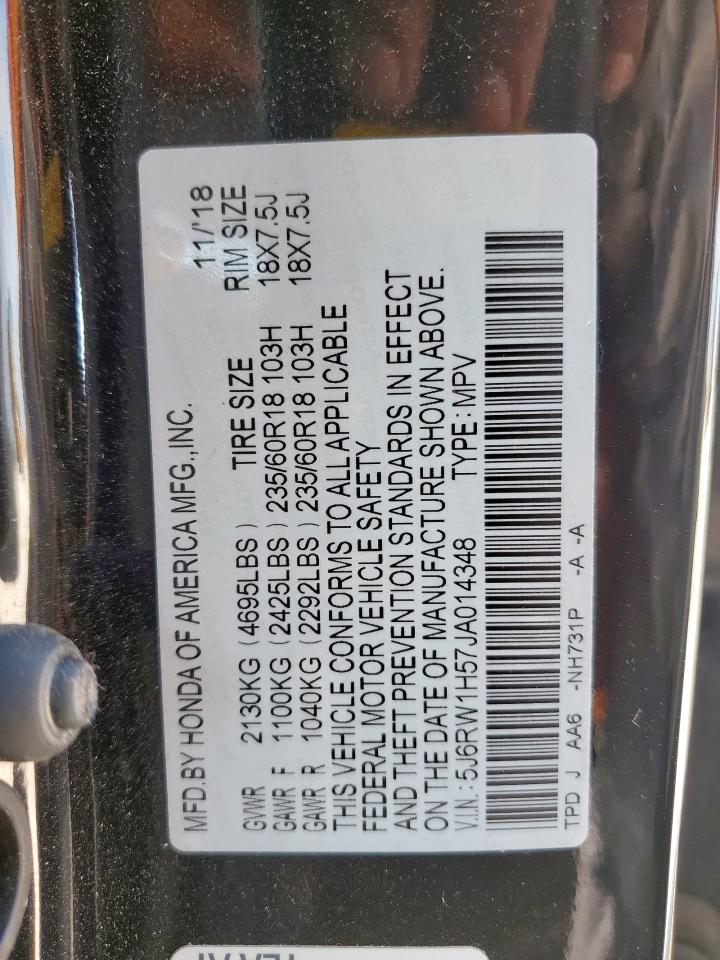 MFD.BY HONDA OF AMERICA MFG.,INC. 11/'18
GVWR 2130KG (4695LBS) TIRE SIZE RIM SIZE
GAWR F 1100KG (2425LBS) 235/60R18 103H 18X7.5J
GAWR R 1040KG (2292LBS) 235/60R18 103H 18X7.5J
THIS VEHICLE CONFORMS TO ALL APPLICABLE
FEDERAL MOTOR VEHICLE SAFETY
AND THEFT PREVENTION STANDARDS IN EFFECT
ON THE DATE OF MANUFACTURE SHOWN ABOVE.
V.I.N.: 5J6RW1H57JA014348 TYPE: MPV
TPD J AA6 -NH731P -A -A